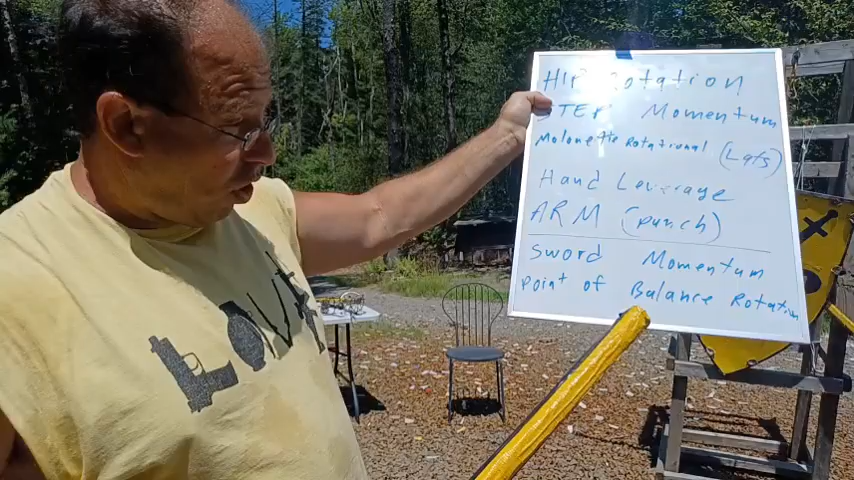 HIP Rotation
STEP Momentum
Molonette Rotational (Lats)
Hand Leverage
ARM (punch)
Sword Momentum
Point of Balance Rotation